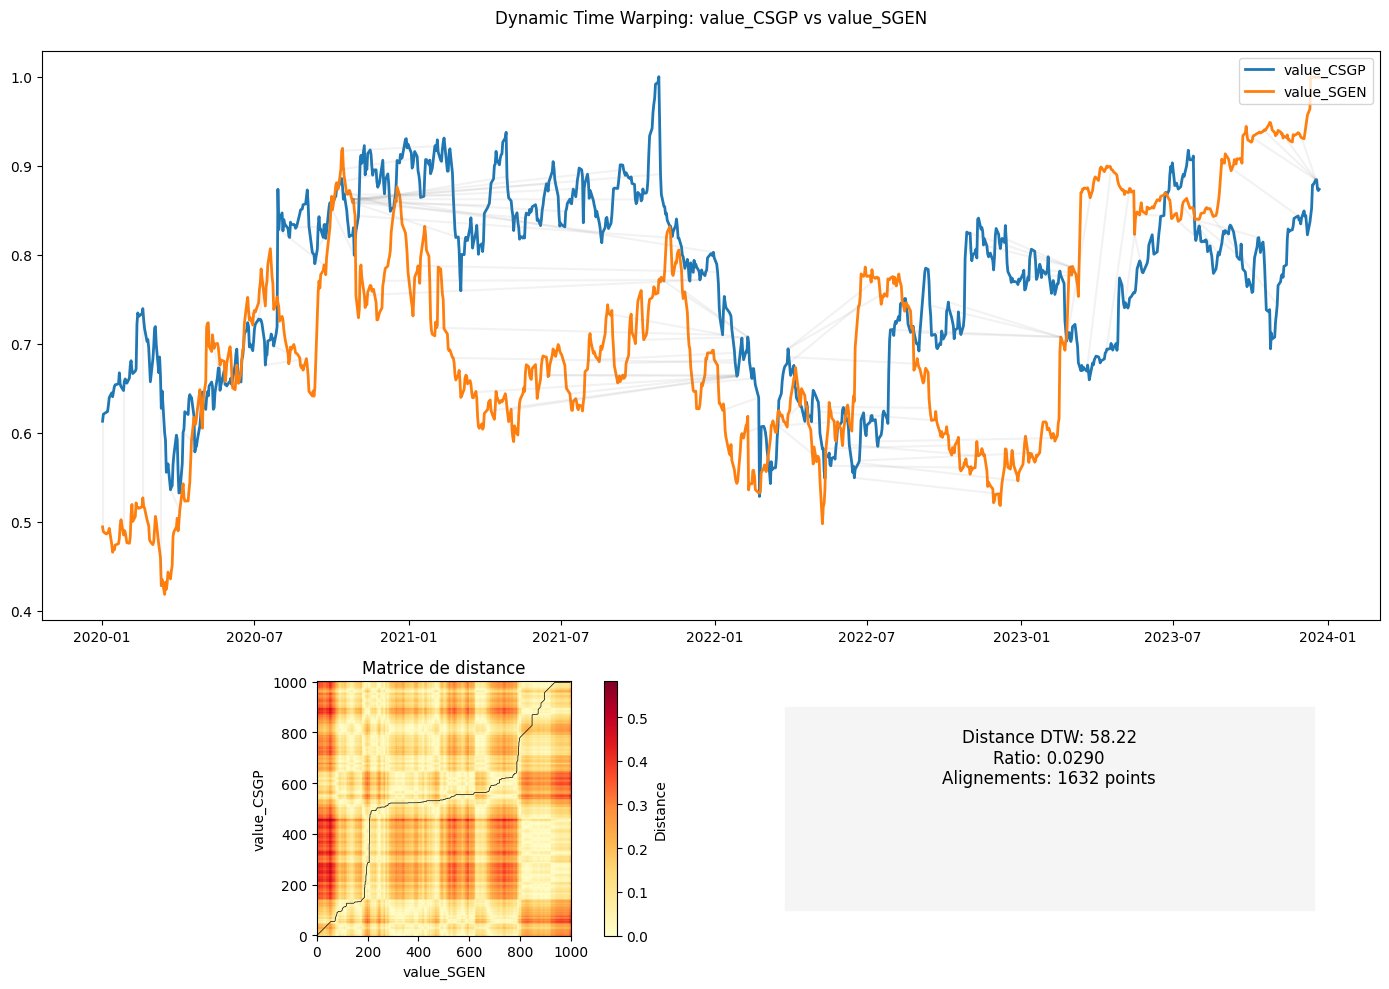 Dynamic Time Warping: value_CSGP vs value_SGEN
value_CSGP
value_SGEN
1.0
0.9
0.8
0.7
0.6
0.5
0.4
2020-01 2020-07 2021-01 2021-07 2022-01 2022-07 2023-01 2023-07 2024-01
Matrice de distance
value_CSGP
1000
800
600
400
200
0
0 200 400 600 800 1000
value_SGEN
0.5
0.4
0.3
0.2
0.1
0.0
Distance
Distance DTW: 58.22
Ratio: 0.0290
Alignements: 1632 points